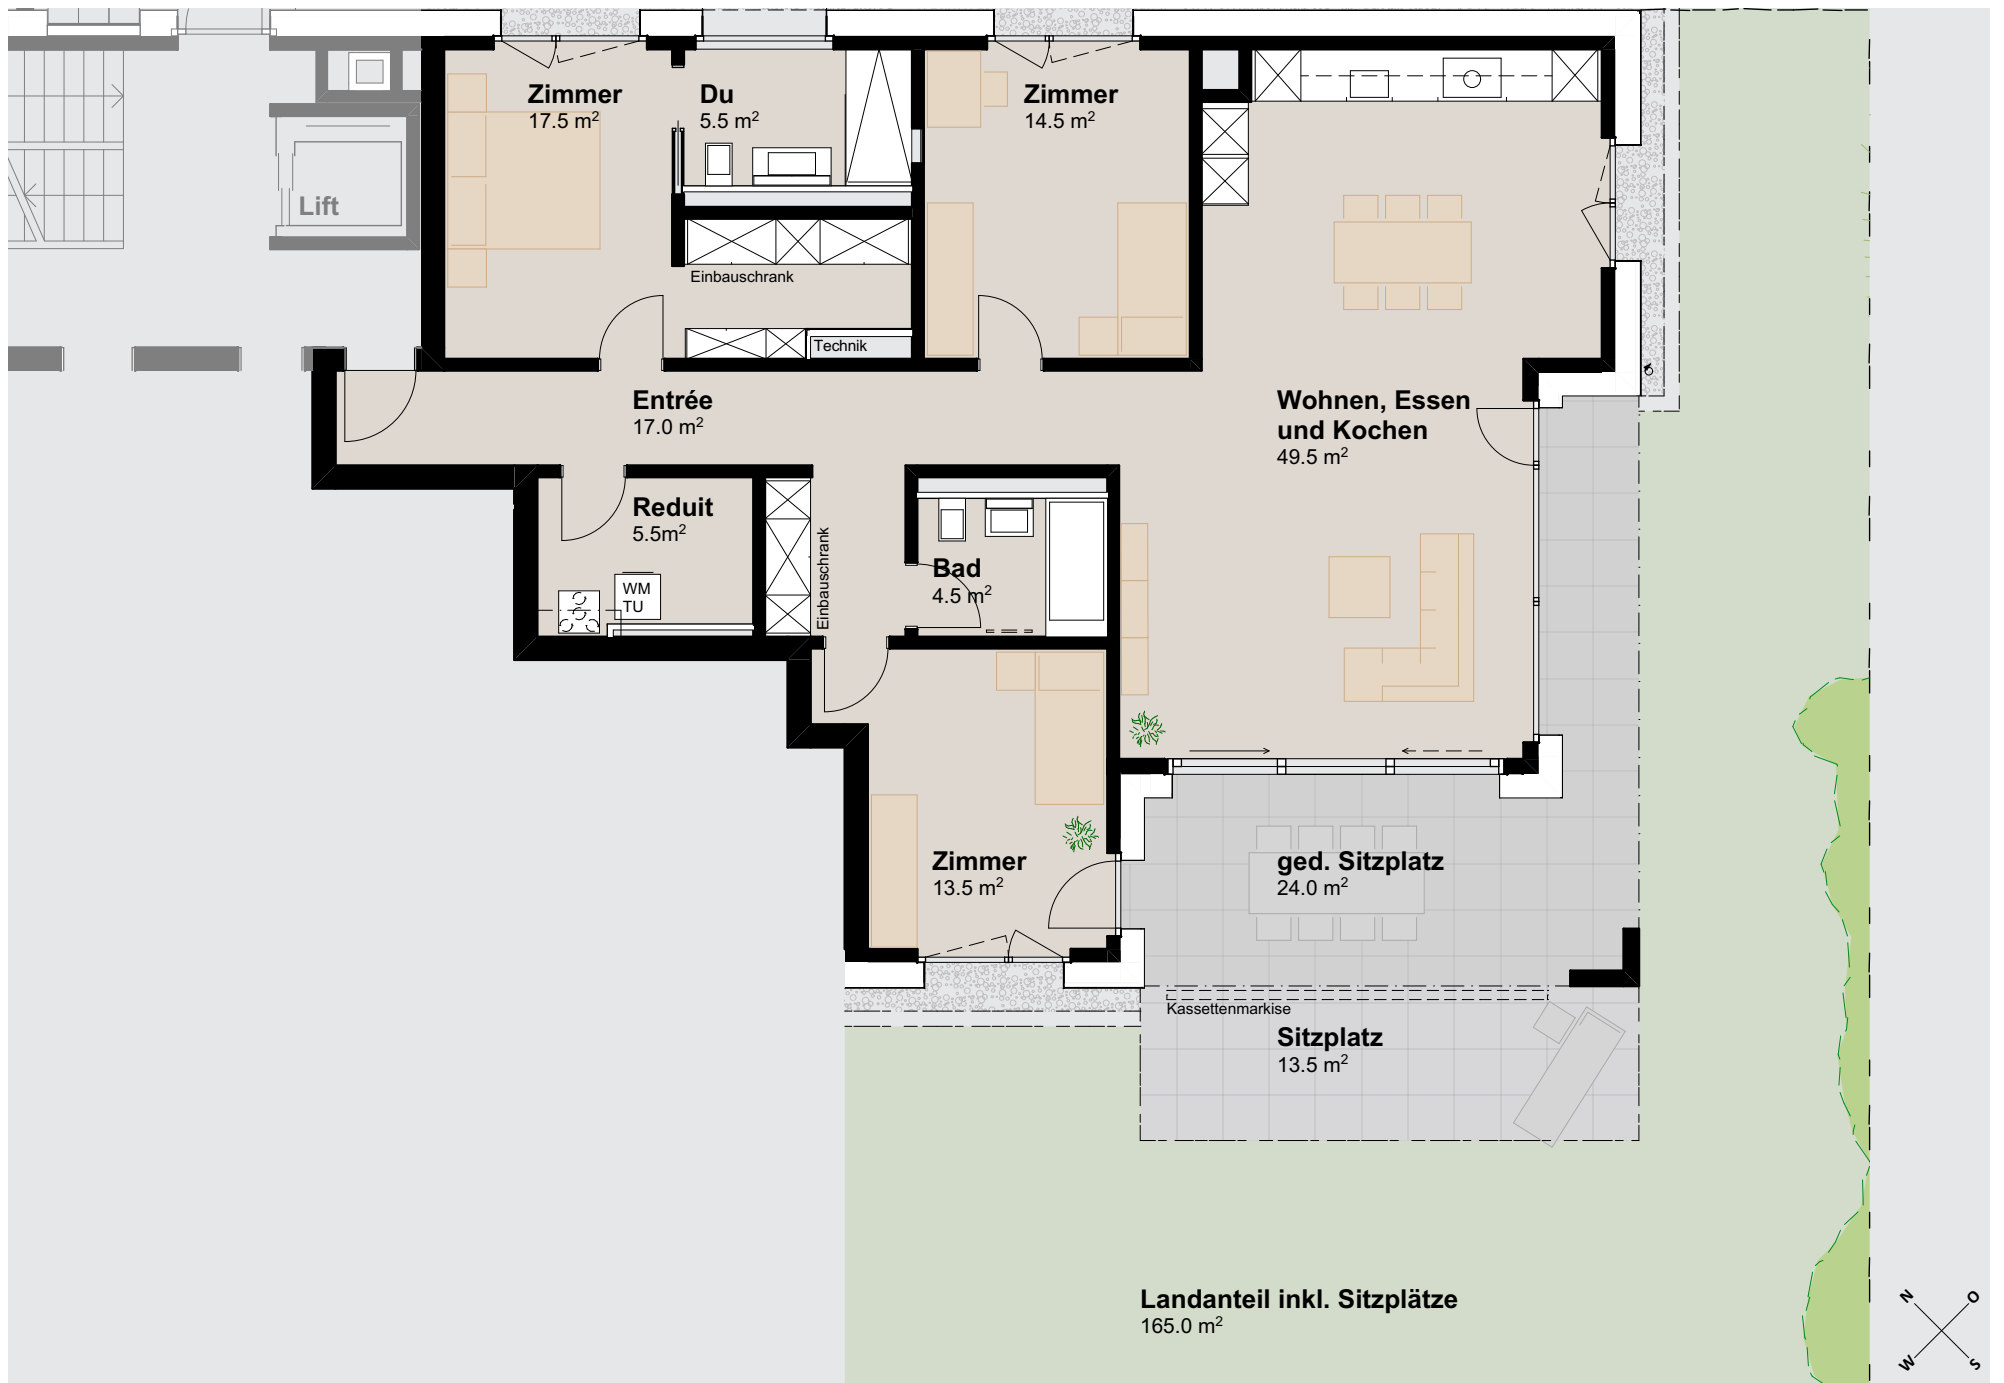 Zimmer
17.5 m²
Du
5.5 m²
Zimmer
14.5 m²
Lift
Einbauschrank
Technik
Entrée
17.0 m²
Wohnen, Essen
und Kochen
49.5 m²
Reduit
5.5m²
WM
TU
Einbauschrank
Bad
4.5 m²
Zimmer
13.5 m²
ged. Sitzplatz
24.0 m²
Kassettenmarkise
Sitzplatz
13.5 m²
Landanteil inkl. Sitzplätze
165.0 m²
N
O
W
S